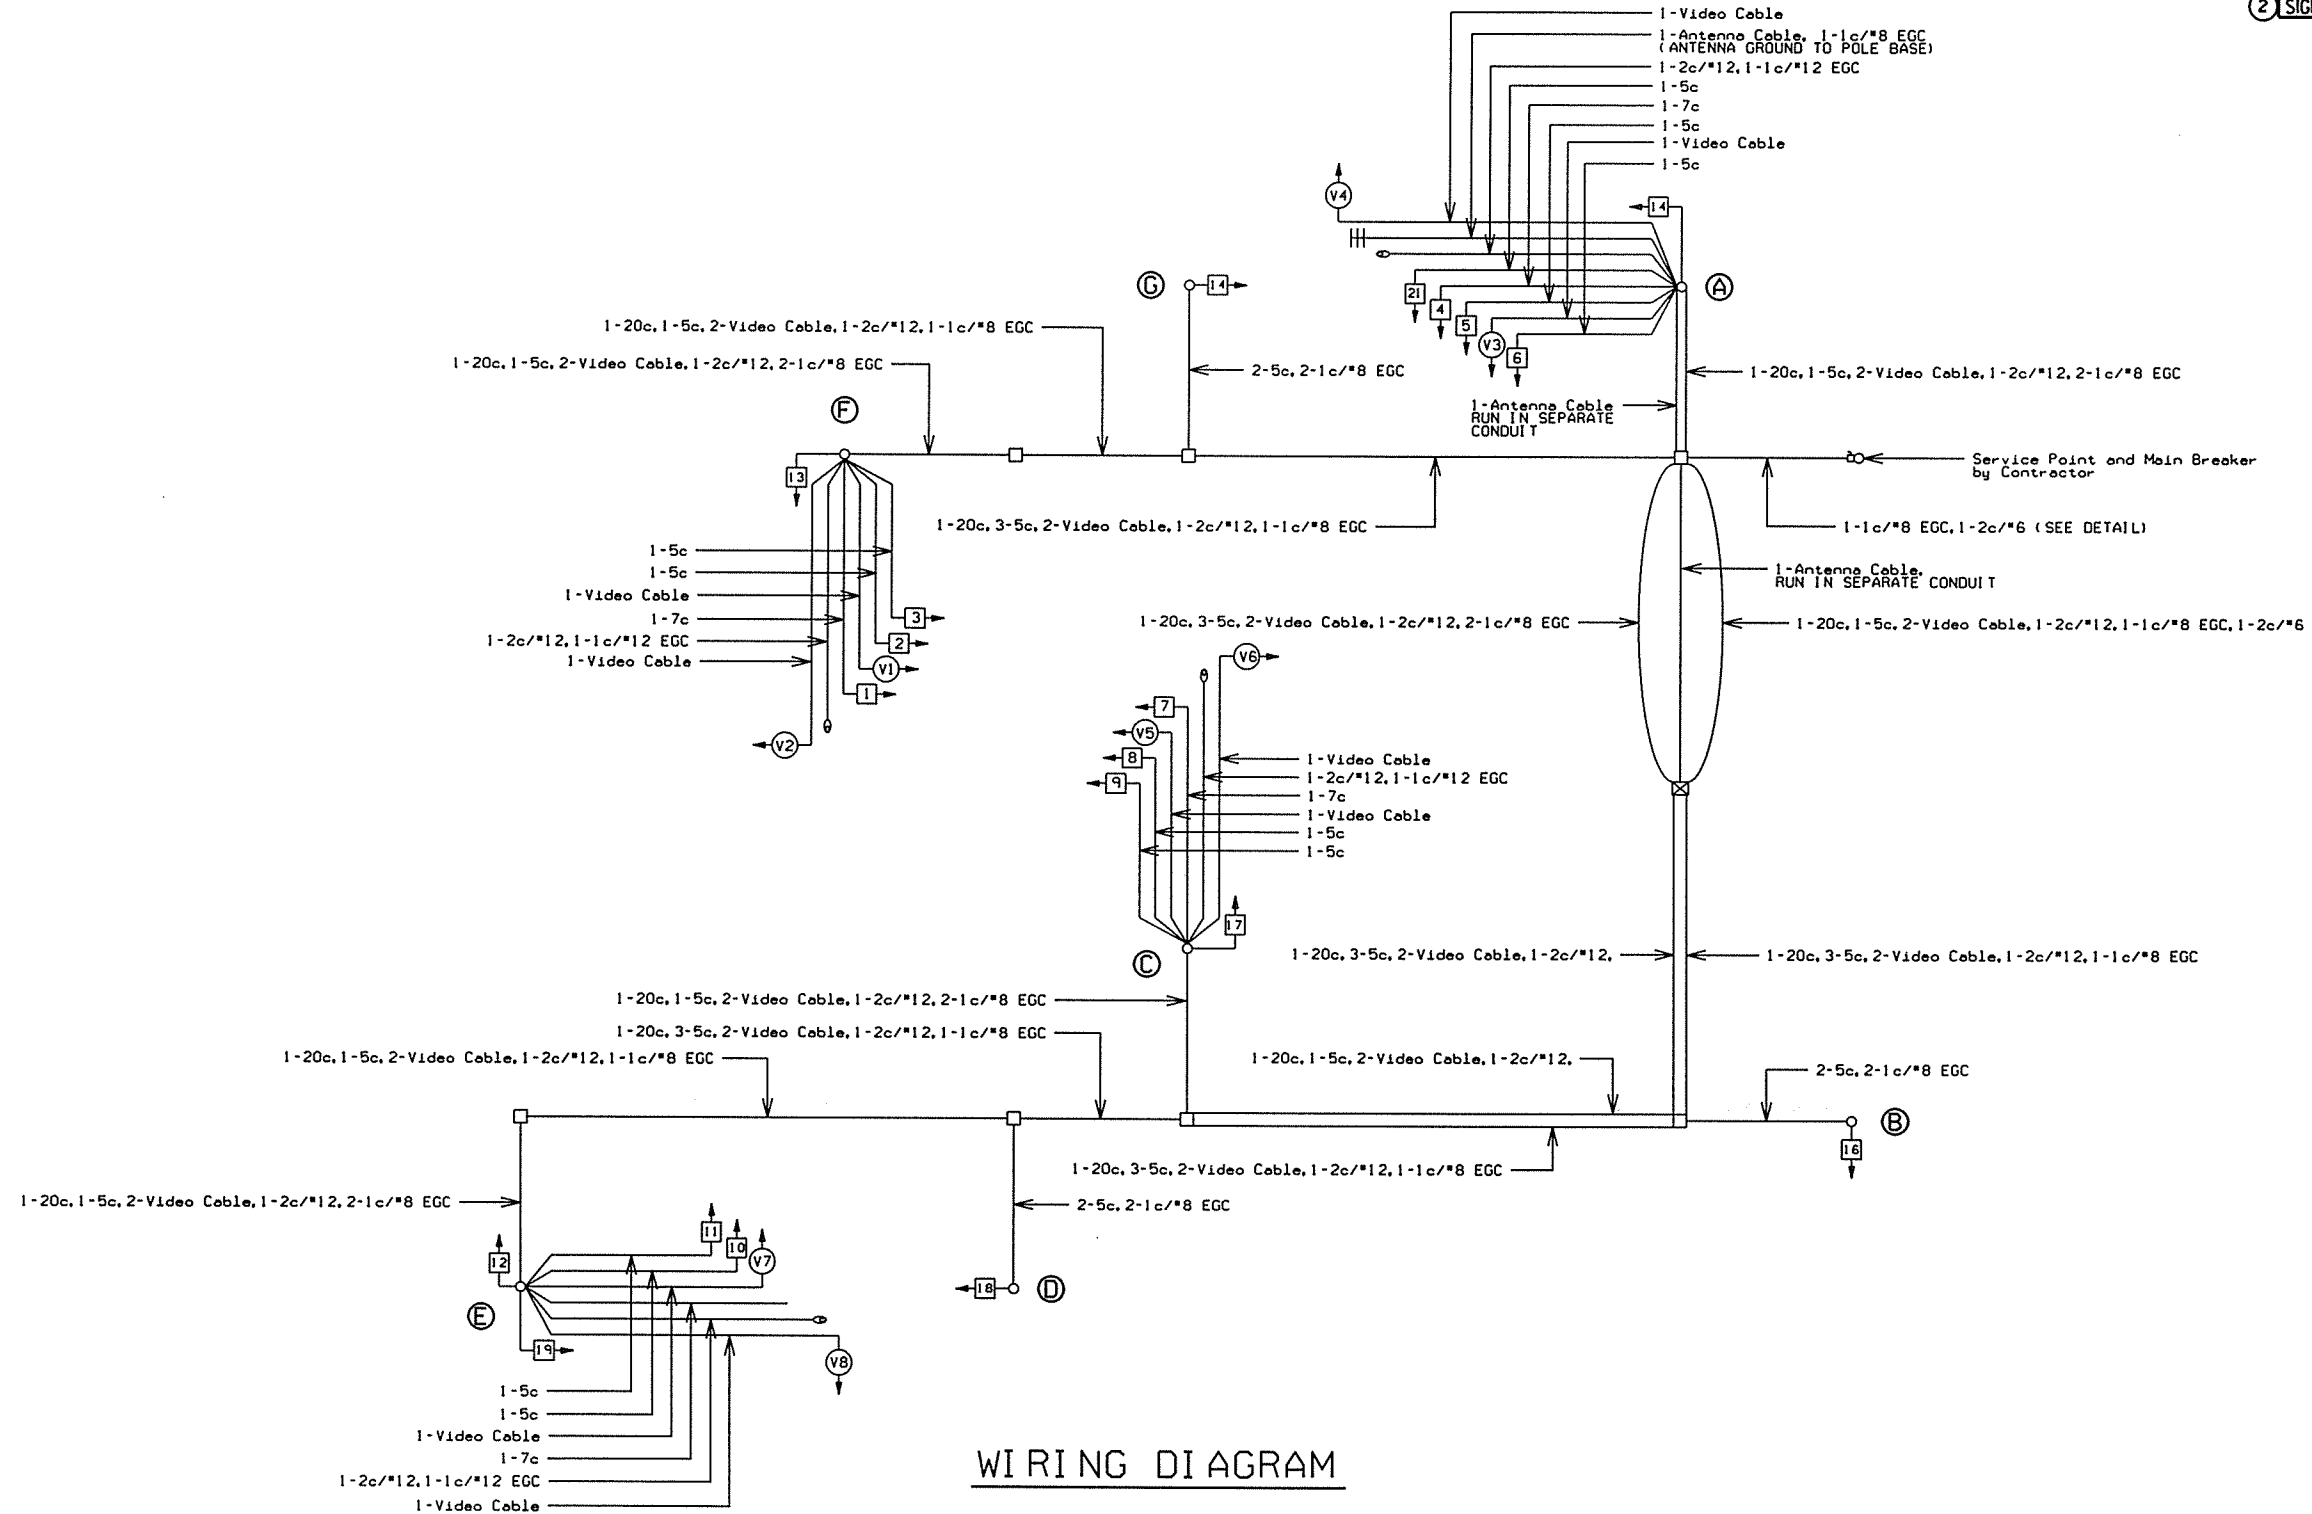 2 SIG
1-Video Cable
1-Antenna Cable, 1-1c/#8 EGC
(ANTENNA GROUND TO POLE BASE)
1-2c/#12,1-1c/#12 EGC
1-5c
1-7c
1-5c
1-Video Cable
1-5c
V4
14
A
21
4
5
V3
6
G
14
1-20c,1-5c,2-Video Cable,1-2c/#12,1-1c/#8 EGC
1-20c,1-5c,2-Video Cable,1-2c/#12,2-1c/#8 EGC
2-5c,2-1c/#8 EGC
1-20c,1-5c,2-Video Cable,1-2c/#12,2-1c/#8 EGC
1-Antenna Cable
RUN IN SEPARATE
CONDUIT
F
13
Service Point and Main Breaker
by Contractor
1-20c,3-5c,2-Video Cable,1-2c/#12,1-1c/#8 EGC
1-1c/#8 EGC,1-2c/#6 (SEE DETAIL)
1-5c
1-5c
1-Video Cable
1-7c
1-2c/#12,1-1c/#12 EGC
1-Video Cable
3
2
V1
1
V2
1-Antenna Cable,
RUN IN SEPARATE CONDUIT
1-20c,3-5c,2-Video Cable,1-2c/#12,2-1c/#8 EGC
1-20c,1-5c,2-Video Cable,1-2c/#12,1-1c/#8 EGC,1-2c/#6
V6
7
V5
8
9
1-Video Cable
1-2c/#12,1-1c/#12 EGC
1-7c
1-Video Cable
1-5c
1-5c
17
C
1-20c,3-5c,2-Video Cable,1-2c/#12,
1-20c,3-5c,2-Video Cable,1-2c/#12,1-1c/#8 EGC
1-20c,1-5c,2-Video Cable,1-2c/#12,2-1c/#8 EGC
1-20c,3-5c,2-Video Cable,1-2c/#12,1-1c/#8 EGC
1-20c,1-5c,2-Video Cable,1-2c/#12,1-1c/#8 EGC
1-20c,1-5c,2-Video Cable,1-2c/#12,
2-5c,2-1c/#8 EGC
B
16
1-20c,3-5c,2-Video Cable,1-2c/#12,1-1c/#8 EGC
1-20c,1-5c,2-Video Cable,1-2c/#12,2-1c/#8 EGC
2-5c,2-1c/#8 EGC
11
10
V7
12
E
19
18
D
V8
1-5c
1-5c
1-Video Cable
1-7c
1-2c/#12,1-1c/#12 EGC
1-Video Cable
WIRING DIAGRAM